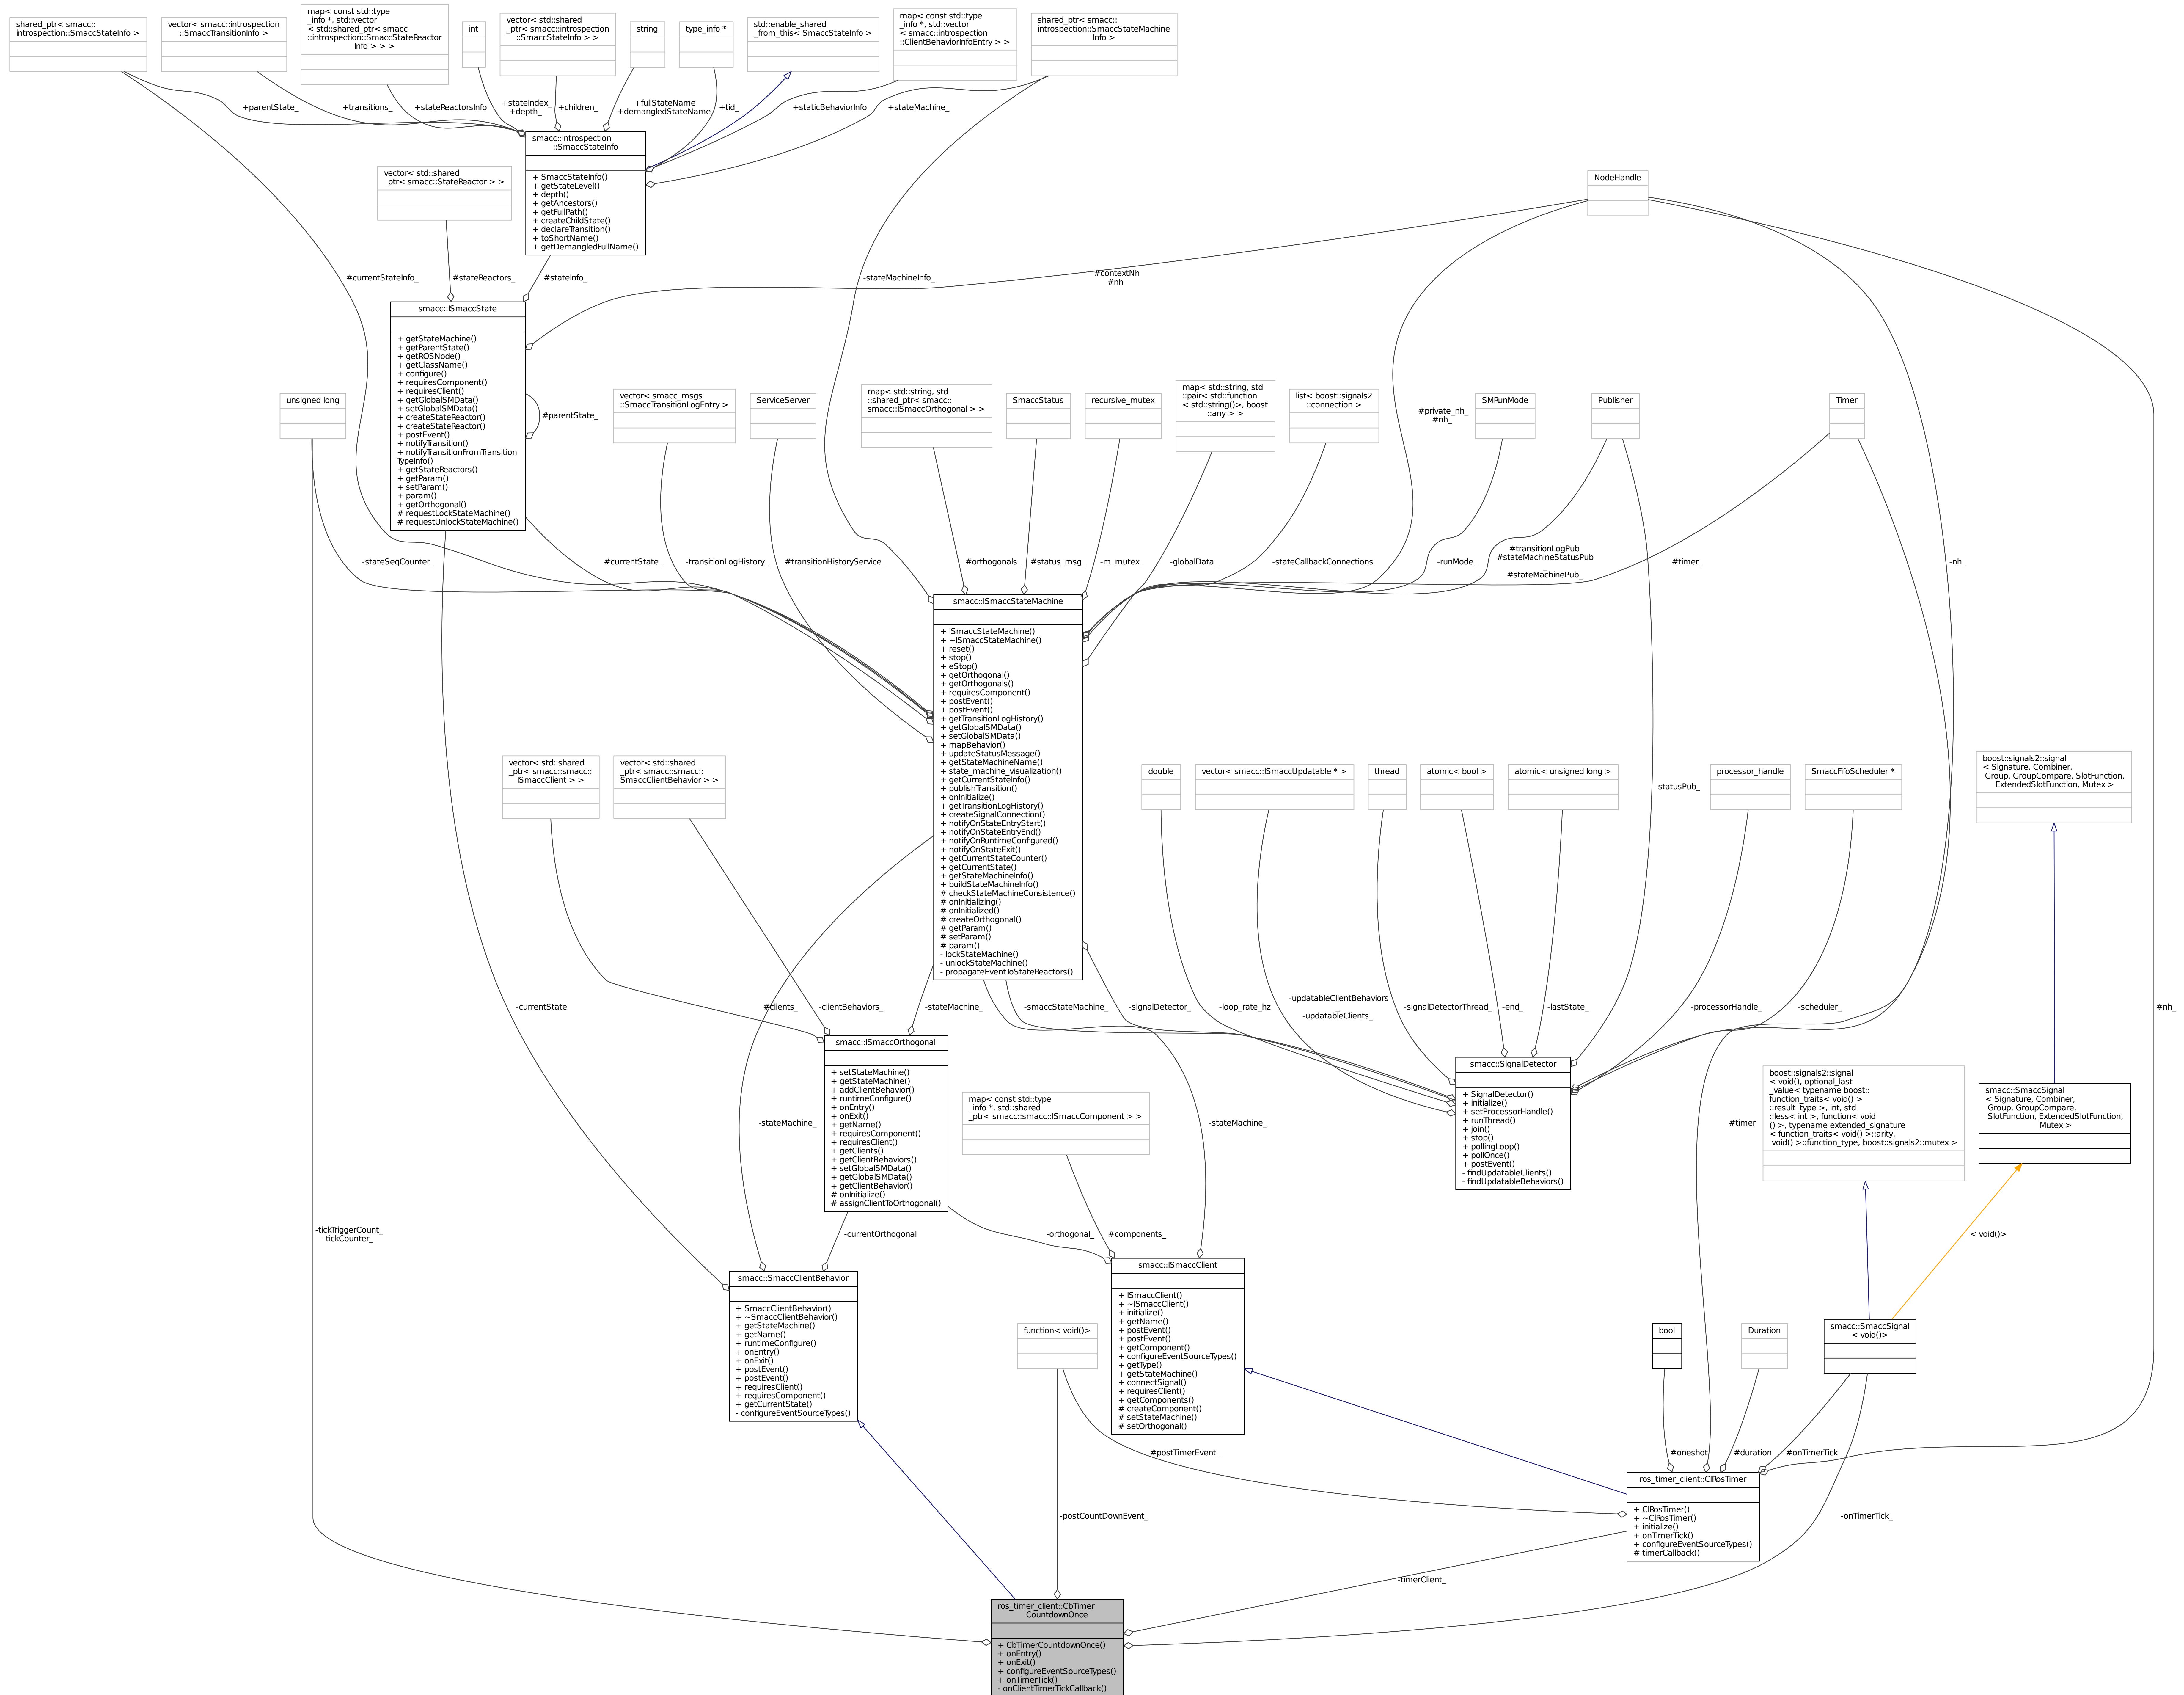 shared_ptr< smacc::
introspection::SmaccStateInfo >
vector< smacc::introspection
::SmaccTransitionInfo >
map< const std::type
_info *, std::vector
< std::shared_ptr< smacc
::introspection::SmaccStateReactor
Info > > >
int
vector< std::shared
_ptr< smacc::introspection
::SmaccStateInfo > >
string
type_info *
std::enable_shared
_from_this< SmaccStateInfo >
map< const std::type
_info *, std::vector
< smacc::introspection
::ClientBehaviorInfoEntry > >
shared_ptr< smacc::
introspection::SmaccStateMachine
Info >
+parentState_
+transitions_
+stateReactorsInfo
+stateIndex_
+depth_
+children_
+fullStateName
+demangledStateName
+tid_
+staticBehaviorInfo
+stateMachine_
smacc::introspection
::SmaccStateInfo
+ SmaccStateInfo()
+ getStateLevel()
+ depth()
+ getAncestors()
+ getFullPath()
+ createChildState()
+ declareTransition()
+ toShortName()
+ getDemangledFullName()
vector< std::shared
_ptr< smacc::StateReactor > >
NodeHandle
#currentStateInfo_
#stateReactors_
#stateInfo_
-stateMachineInfo_
#contextNh
#nh
smacc::ISmaccState
+ getStateMachine()
+ getParentState()
+ getROSNode()
+ getClassName()
+ configure()
+ requiresComponent()
+ requiresClient()
+ getGlobalSMData()
+ setGlobalSMData()
+ createStateReactor()
+ createStateReactor()
+ postEvent()
+ notifyTransition()
+ notifyTransitionFromTransition
TypeInfo()
+ getStateReactors()
+ getParam()
+ setParam()
+ param()
+ getOrthogonal()
# requestLockStateMachine()
# requestUnlockStateMachine()
#parentState_
unsigned long
vector< smacc_msgs
::SmaccTransitionLogEntry >
ServiceServer
map< std::string, std
::shared_ptr< smacc::
smacc::ISmaccOrthogonal > >
SmaccStatus
recursive_mutex
map< std::string, std
::pair< std::function
< std::string()>, boost
::any > >
list< boost::signals2
::connection >
#private_nh_
#nh_
SMRunMode
Publisher
Timer
-stateSeqCounter_
#currentState_
-transitionLogHistory_
#transitionHistoryService_
#orthogonals_
#status_msg_
-m_mutex_
-globalData_
-stateCallbackConnections
-runMode_
#transitionLogPub_
#stateMachineStatusPub
_
#stateMachinePub_
#timer_
-nh_
smacc::ISmaccStateMachine
+ ISmaccStateMachine()
+ ~ISmaccStateMachine()
+ reset()
+ stop()
+ eStop()
+ getOrthogonal()
+ getOrthogonals()
+ requiresComponent()
+ postEvent()
+ postEvent()
+ getTransitionLogHistory()
+ getGlobalSMData()
+ setGlobalSMData()
+ mapBehavior()
+ updateStatusMessage()
+ getStateMachineName()
+ state_machine_visualization()
+ getCurrentStateInfo()
+ publishTransition()
+ onInitialize()
+ getTransitionLogHistory()
+ createSignalConnection()
+ notifyOnStateEntryStart()
+ notifyOnStateEntryEnd()
+ notifyOnRuntimeConfigured()
+ notifyOnStateExit()
+ getCurrentStateCounter()
+ getCurrentState()
+ getStateMachineInfo()
+ buildStateMachineInfo()
# checkStateMachineConsistence()
# onInitializing()
# onInitialized()
# createOrthogonal()
# getParam()
# setParam()
# param()
- lockStateMachine()
- unlockStateMachine()
- propagateEventToStateReactors()
vector< std::shared
_ptr< smacc::smacc::
ISmaccClient > >
vector< std::shared
_ptr< smacc::smacc::
SmaccClientBehavior > >
double
vector< smacc::ISmaccUpdatable * >
thread
atomic< bool >
atomic< unsigned long >
-statusPub_
processor_handle
SmaccFifoScheduler *
boost::signals2::signal
< Signature, Combiner,
Group, GroupCompare, SlotFunction,
ExtendedSlotFunction, Mutex >
-currentState
#clients_
-clientBehaviors_
-stateMachine_
-smaccStateMachine_
-signalDetector_
-loop_rate_hz
-updatableClientBehaviors
_
-updatableClients_
-signalDetectorThread_
-end_
-lastState_
-processorHandle_
-scheduler_
#nh_
smacc::ISmaccOrthogonal
+ setStateMachine()
+ getStateMachine()
+ addClientBehavior()
+ runtimeConfigure()
+ onEntry()
+ onExit()
+ getName()
+ requiresComponent()
+ requiresClient()
+ getClients()
+ getClientBehaviors()
+ setGlobalSMData()
+ getGlobalSMData()
+ getClientBehavior()
# onInitialize()
# assignClientToOrthogonal()
smacc::SignalDetector
+ SignalDetector()
+ initialize()
+ setProcessorHandle()
+ runThread()
+ join()
+ stop()
+ pollingLoop()
+ pollOnce()
+ postEvent()
- findUpdatableClients()
- findUpdatableBehaviors()
boost::signals2::signal
< void(), optional_last
_value< typename boost::
function_traits< void() >
::result_type >, int, std
::less< int >, function< void
() >, typename extended_signature
< function_traits< void() >::arity,
void() >::function_type, boost::signals2::mutex >
smacc::SmaccSignal
< Signature, Combiner,
Group, GroupCompare,
SlotFunction, ExtendedSlotFunction,
Mutex >
map< const std::type
_info *, std::shared
_ptr< smacc::smacc::ISmaccComponent > >
-stateMachine_
-stateMachine_
#timer
-tickTriggerCount_
-tickCounter_
-currentOrthogonal
-orthogonal_
#components_
< void()>
smacc::SmaccClientBehavior
+ SmaccClientBehavior()
+ ~SmaccClientBehavior()
+ getStateMachine()
+ getName()
+ runtimeConfigure()
+ onEntry()
+ onExit()
+ postEvent()
+ postEvent()
+ requiresClient()
+ requiresComponent()
+ getCurrentState()
- configureEventSourceTypes()
smacc::ISmaccClient
+ ISmaccClient()
+ ~ISmaccClient()
+ initialize()
+ getName()
+ postEvent()
+ postEvent()
+ getComponent()
+ configureEventSourceTypes()
+ getType()
+ getStateMachine()
+ connectSignal()
+ requiresClient()
+ getComponents()
# createComponent()
# setStateMachine()
# setOrthogonal()
function< void()>
bool
Duration
smacc::SmaccSignal
< void()>
#postTimerEvent_
#oneshot
#duration
#onTimerTick_
ros_timer_client::ClRosTimer
+ ClRosTimer()
+ ~ClRosTimer()
+ initialize()
+ onTimerTick()
+ configureEventSourceTypes()
# timerCallback()
-postCountDownEvent_
-onTimerTick_
-timerClient_
ros_timer_client::CbTimer
CountdownOnce
+ CbTimerCountdownOnce()
+ onEntry()
+ onExit()
+ configureEventSourceTypes()
+ onTimerTick()
- onClientTimerTickCallback()